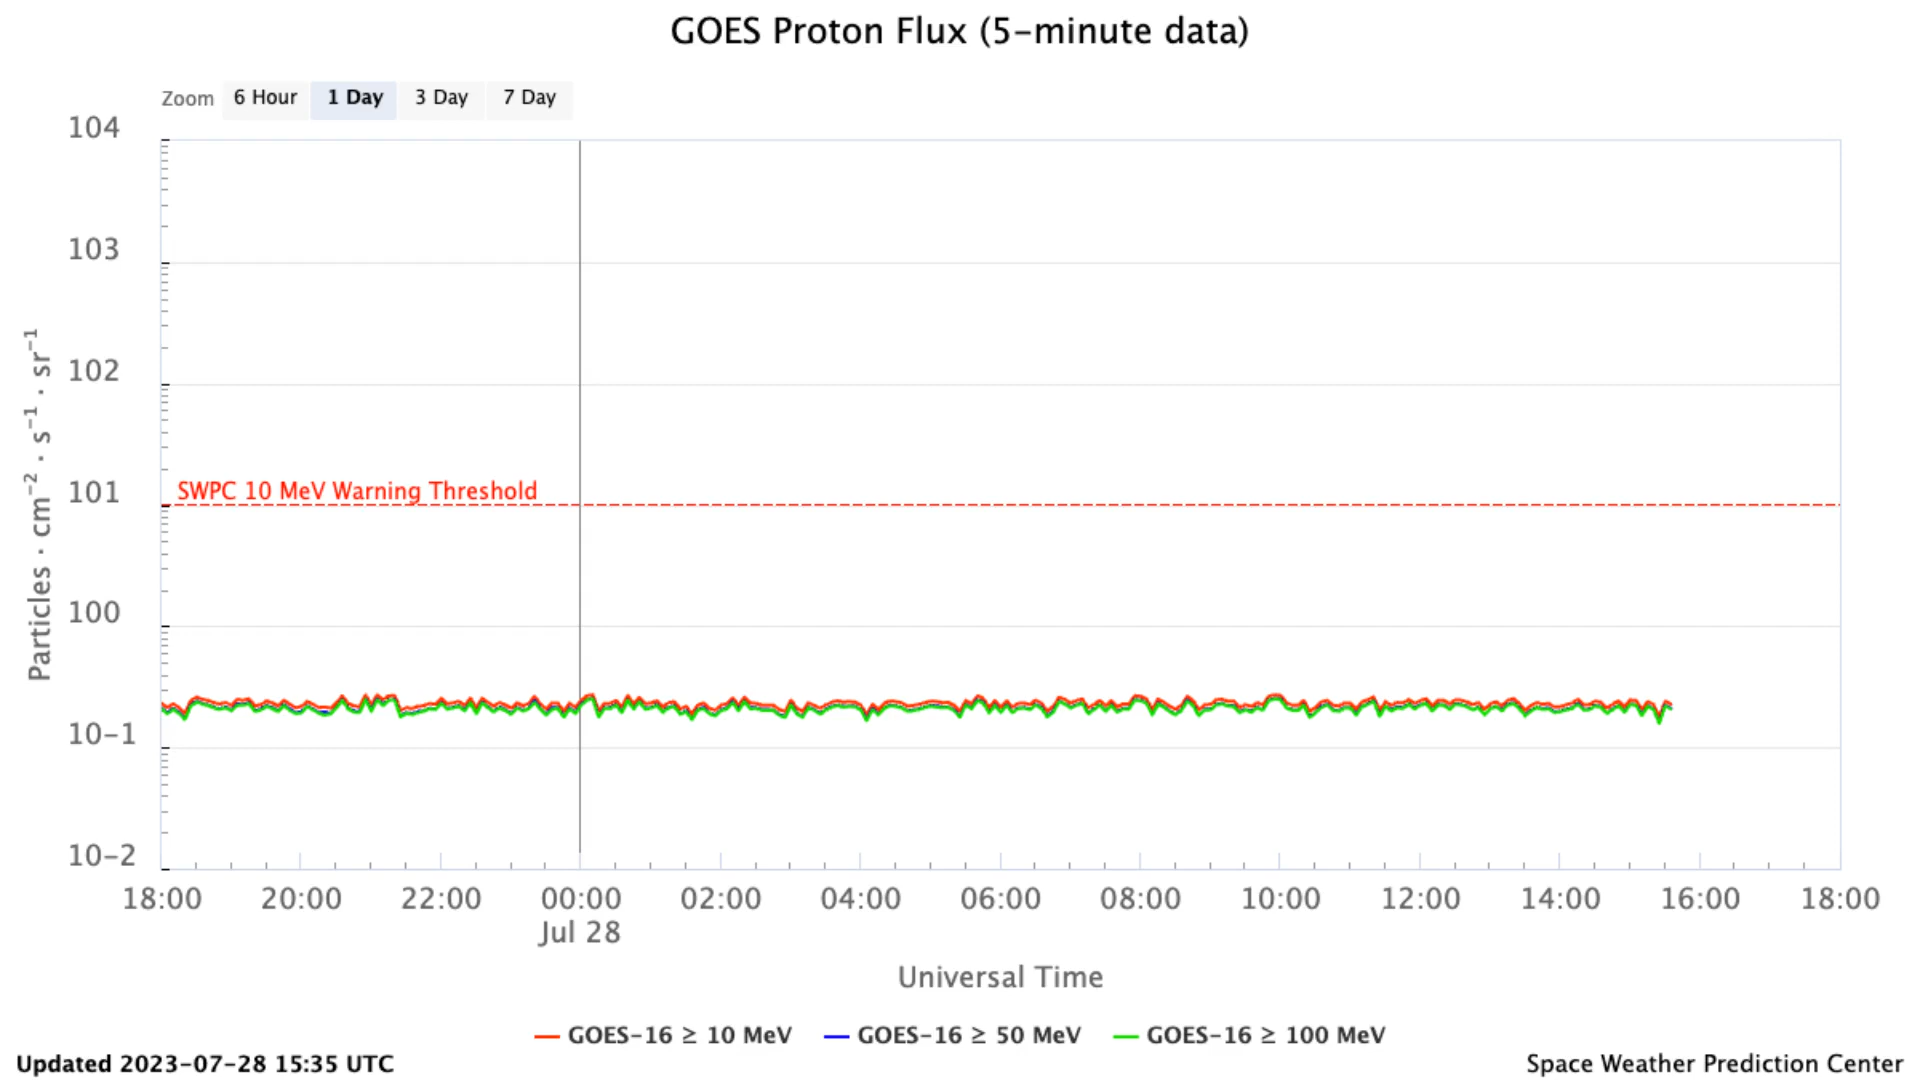 GOES Proton Flux (5-minute data)
Zoom 6 Hour 1 Day 3 Day 7 Day
104
103
102
101
100
10-1
10-2
Particles · cm⁻² · s⁻¹ · sr⁻¹
SWPC 10 MeV Warning Threshold
18:00 20:00 22:00 00:00 02:00 04:00 06:00 08:00 10:00 12:00 14:00 16:00 18:00
Jul 28
Universal Time
GOES-16 ≥ 10 MeV GOES-16 ≥ 50 MeV GOES-16 ≥ 100 MeV
Updated 2023-07-28 15:35 UTC
Space Weather Prediction Center